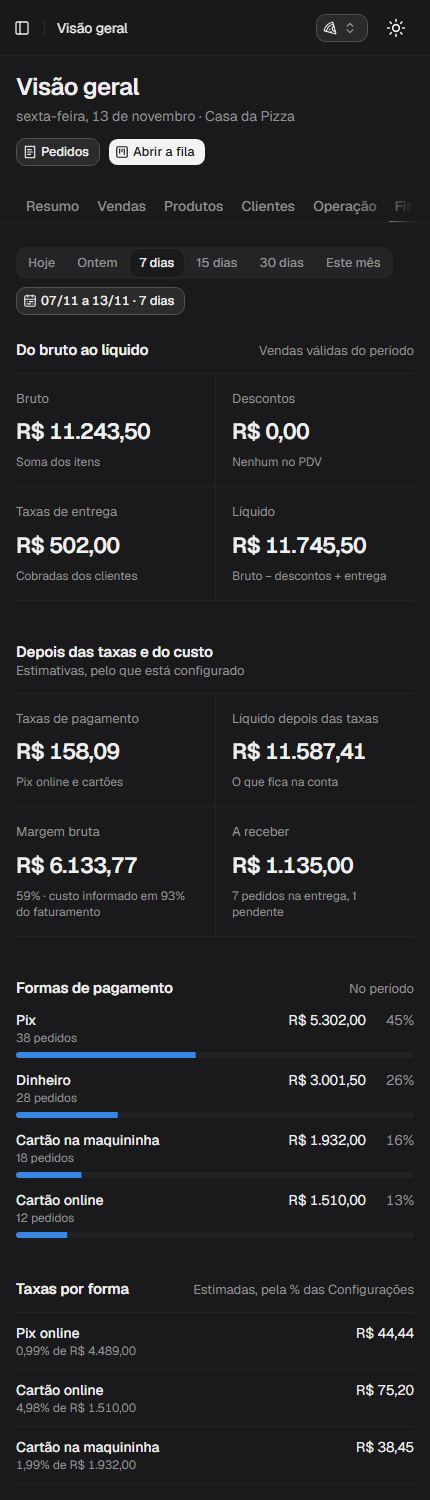 Visão geral
Visão geral
sexta-feira, 13 de novembro · Casa da Pizza
Pedidos
Abrir a fila
Resumo Vendas Produtos Clientes Operação Fin
Hoje Ontem 7 dias 15 dias 30 dias Este mês
07/11 a 13/11 · 7 dias
Do bruto ao líquido Vendas válidas do período
Bruto Descontos
R$ 11.243,50 R$ 0,00
Soma dos itens Nenhum no PDV
Taxas de entrega Líquido
R$ 502,00 R$ 11.745,50
Cobradas dos clientes Bruto − descontos + entrega
Depois das taxas e do custo
Estimativas, pelo que está configurado
Taxas de pagamento Líquido depois das taxas
R$ 158,09 R$ 11.587,41
Pix online e cartões O que fica na conta
Margem bruta A receber
R$ 6.133,77 R$ 1.135,00
59% · custo informado em 93% 7 pedidos na entrega, 1
do faturamento pendente
Formas de pagamento No período
Pix R$ 5.302,00 45%
38 pedidos
Dinheiro R$ 3.001,50 26%
28 pedidos
Cartão na maquininha R$ 1.932,00 16%
18 pedidos
Cartão online R$ 1.510,00 13%
12 pedidos
Taxas por forma Estimadas, pela % das Configurações
Pix online R$ 44,44
0,99% de R$ 4.489,00
Cartão online R$ 75,20
4,98% de R$ 1.510,00
Cartão na maquininha R$ 38,45
1,99% de R$ 1.932,00